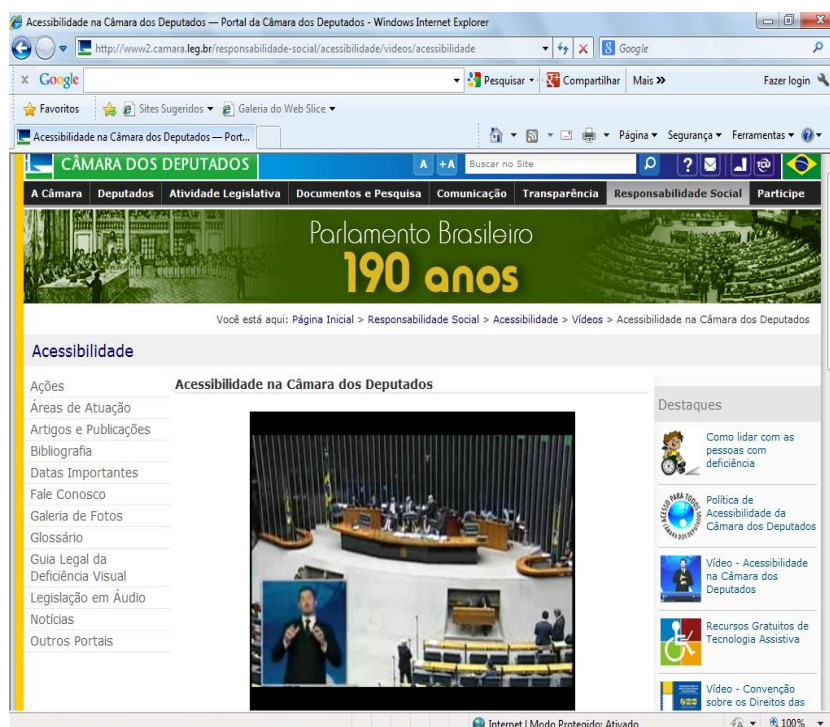 Acessibilidade na Câmara dos Deputados — Portal da Câmara dos Deputados - Windows Internet Explorer
http://www2.camara.leg.br/responsabilidade-social/acessibilidade/videos/acessibilidade
Google
x Google
Pesquisar
Compartilhar
Mais »
Fazer login
Favoritos
Sites Sugeridos
Galeria do Web Slice
Acessibilidade na Câmara dos Deputados — Port...
Página
Segurança
Ferramentas
CÂMARA DOS DEPUTADOS
A +A
Buscar no Site
A Câmara
Deputados
Atividade Legislativa
Documentos e Pesquisa
Comunicação
Transparência
Responsabilidade Social
Participe
Parlamento Brasileiro
190 anos
Você está aqui: Página Inicial > Responsabilidade Social > Acessibilidade > Vídeos > Acessibilidade na Câmara dos Deputados
Acessibilidade
Ações
Áreas de Atuação
Artigos e Publicações
Bibliografia
Datas Importantes
Fale Conosco
Galeria de Fotos
Glossário
Guia Legal da
Deficiência Visual
Legislação em Áudio
Notícias
Outros Portais
Acessibilidade na Câmara dos Deputados
Destaques
Como lidar com as
pessoas com
deficiência
ACESSO PARA TODOS
CÂMARA DOS DEPUTADOS
Política de
Acessibilidade da
Câmara dos Deputados
Vídeo - Acessibilidade
na Câmara dos
Deputados
Recursos Gratuitos de
Tecnologia Assistiva
Vídeo - Convenção
sobre os Direitos das
Internet | Modo Protegido: Ativado
100%